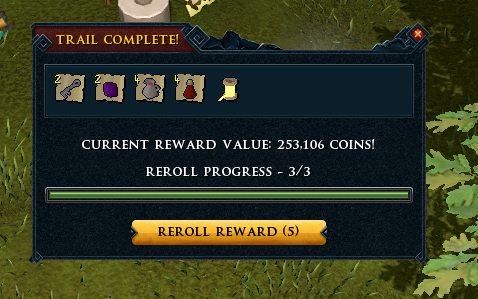 TRAIL COMPLETE!
2 2 4 4
CURRENT REWARD VALUE: 253,106 COINS!
REROLL PROGRESS - 3/3
REROLL REWARD (5)